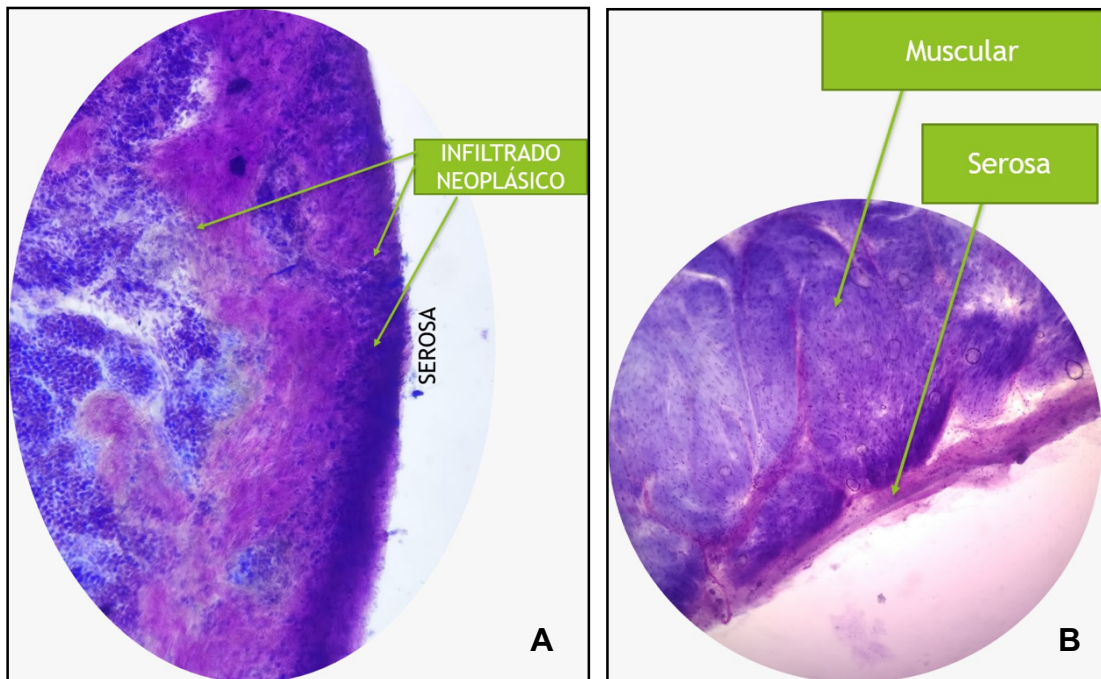 INFILTRADO
NEOPLÁSICO
SEROSA
A
Muscular
Serosa
B